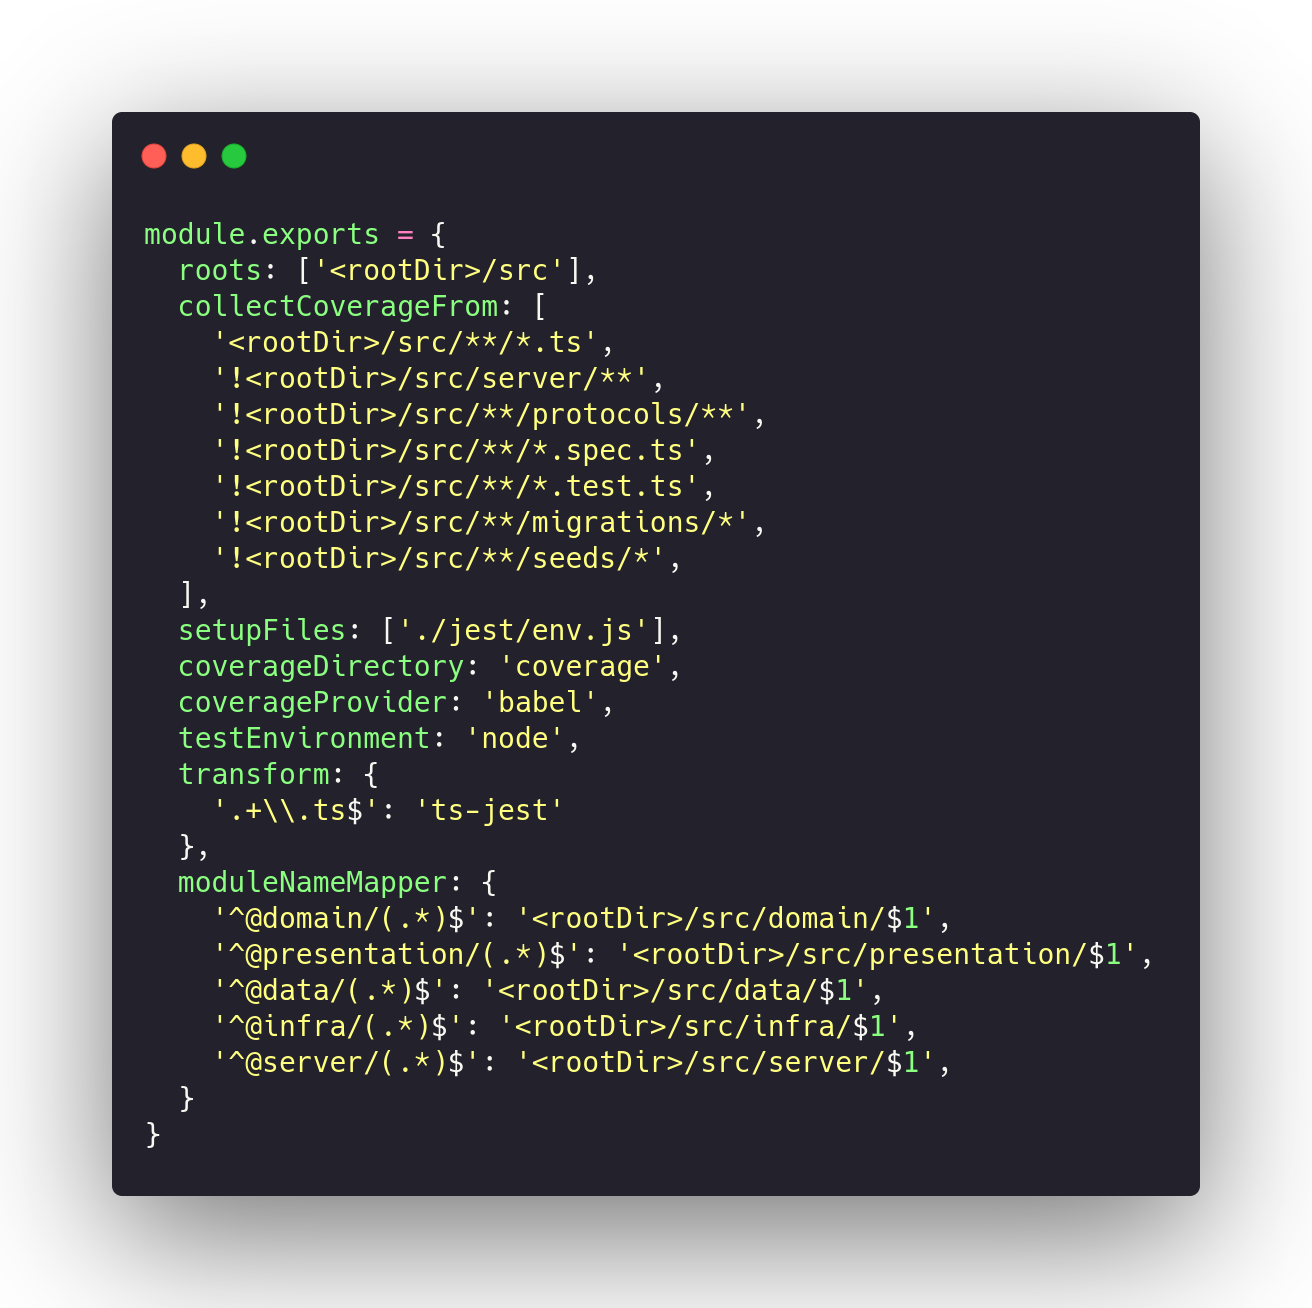 module.exports = {
  roots: ['<rootDir>/src'],
  collectCoverageFrom: [
    '<rootDir>/src/**/*.ts',
    '!<rootDir>/src/server/**',
    '!<rootDir>/src/**/protocols/**',
    '!<rootDir>/src/**/*.spec.ts',
    '!<rootDir>/src/**/*.test.ts',
    '!<rootDir>/src/**/migrations/*',
    '!<rootDir>/src/**/seeds/*',
  ],
  setupFiles: ['./jest/env.js'],
  coverageDirectory: 'coverage',
  coverageProvider: 'babel',
  testEnvironment: 'node',
  transform: {
    '.+\\.ts$': 'ts-jest'
  },
  moduleNameMapper: {
    '^@domain/(.*)$': '<rootDir>/src/domain/$1',
    '^@presentation/(.*)$': '<rootDir>/src/presentation/$1',
    '^@data/(.*)$': '<rootDir>/src/data/$1',
    '^@infra/(.*)$': '<rootDir>/src/infra/$1',
    '^@server/(.*)$': '<rootDir>/src/server/$1',
  }
}